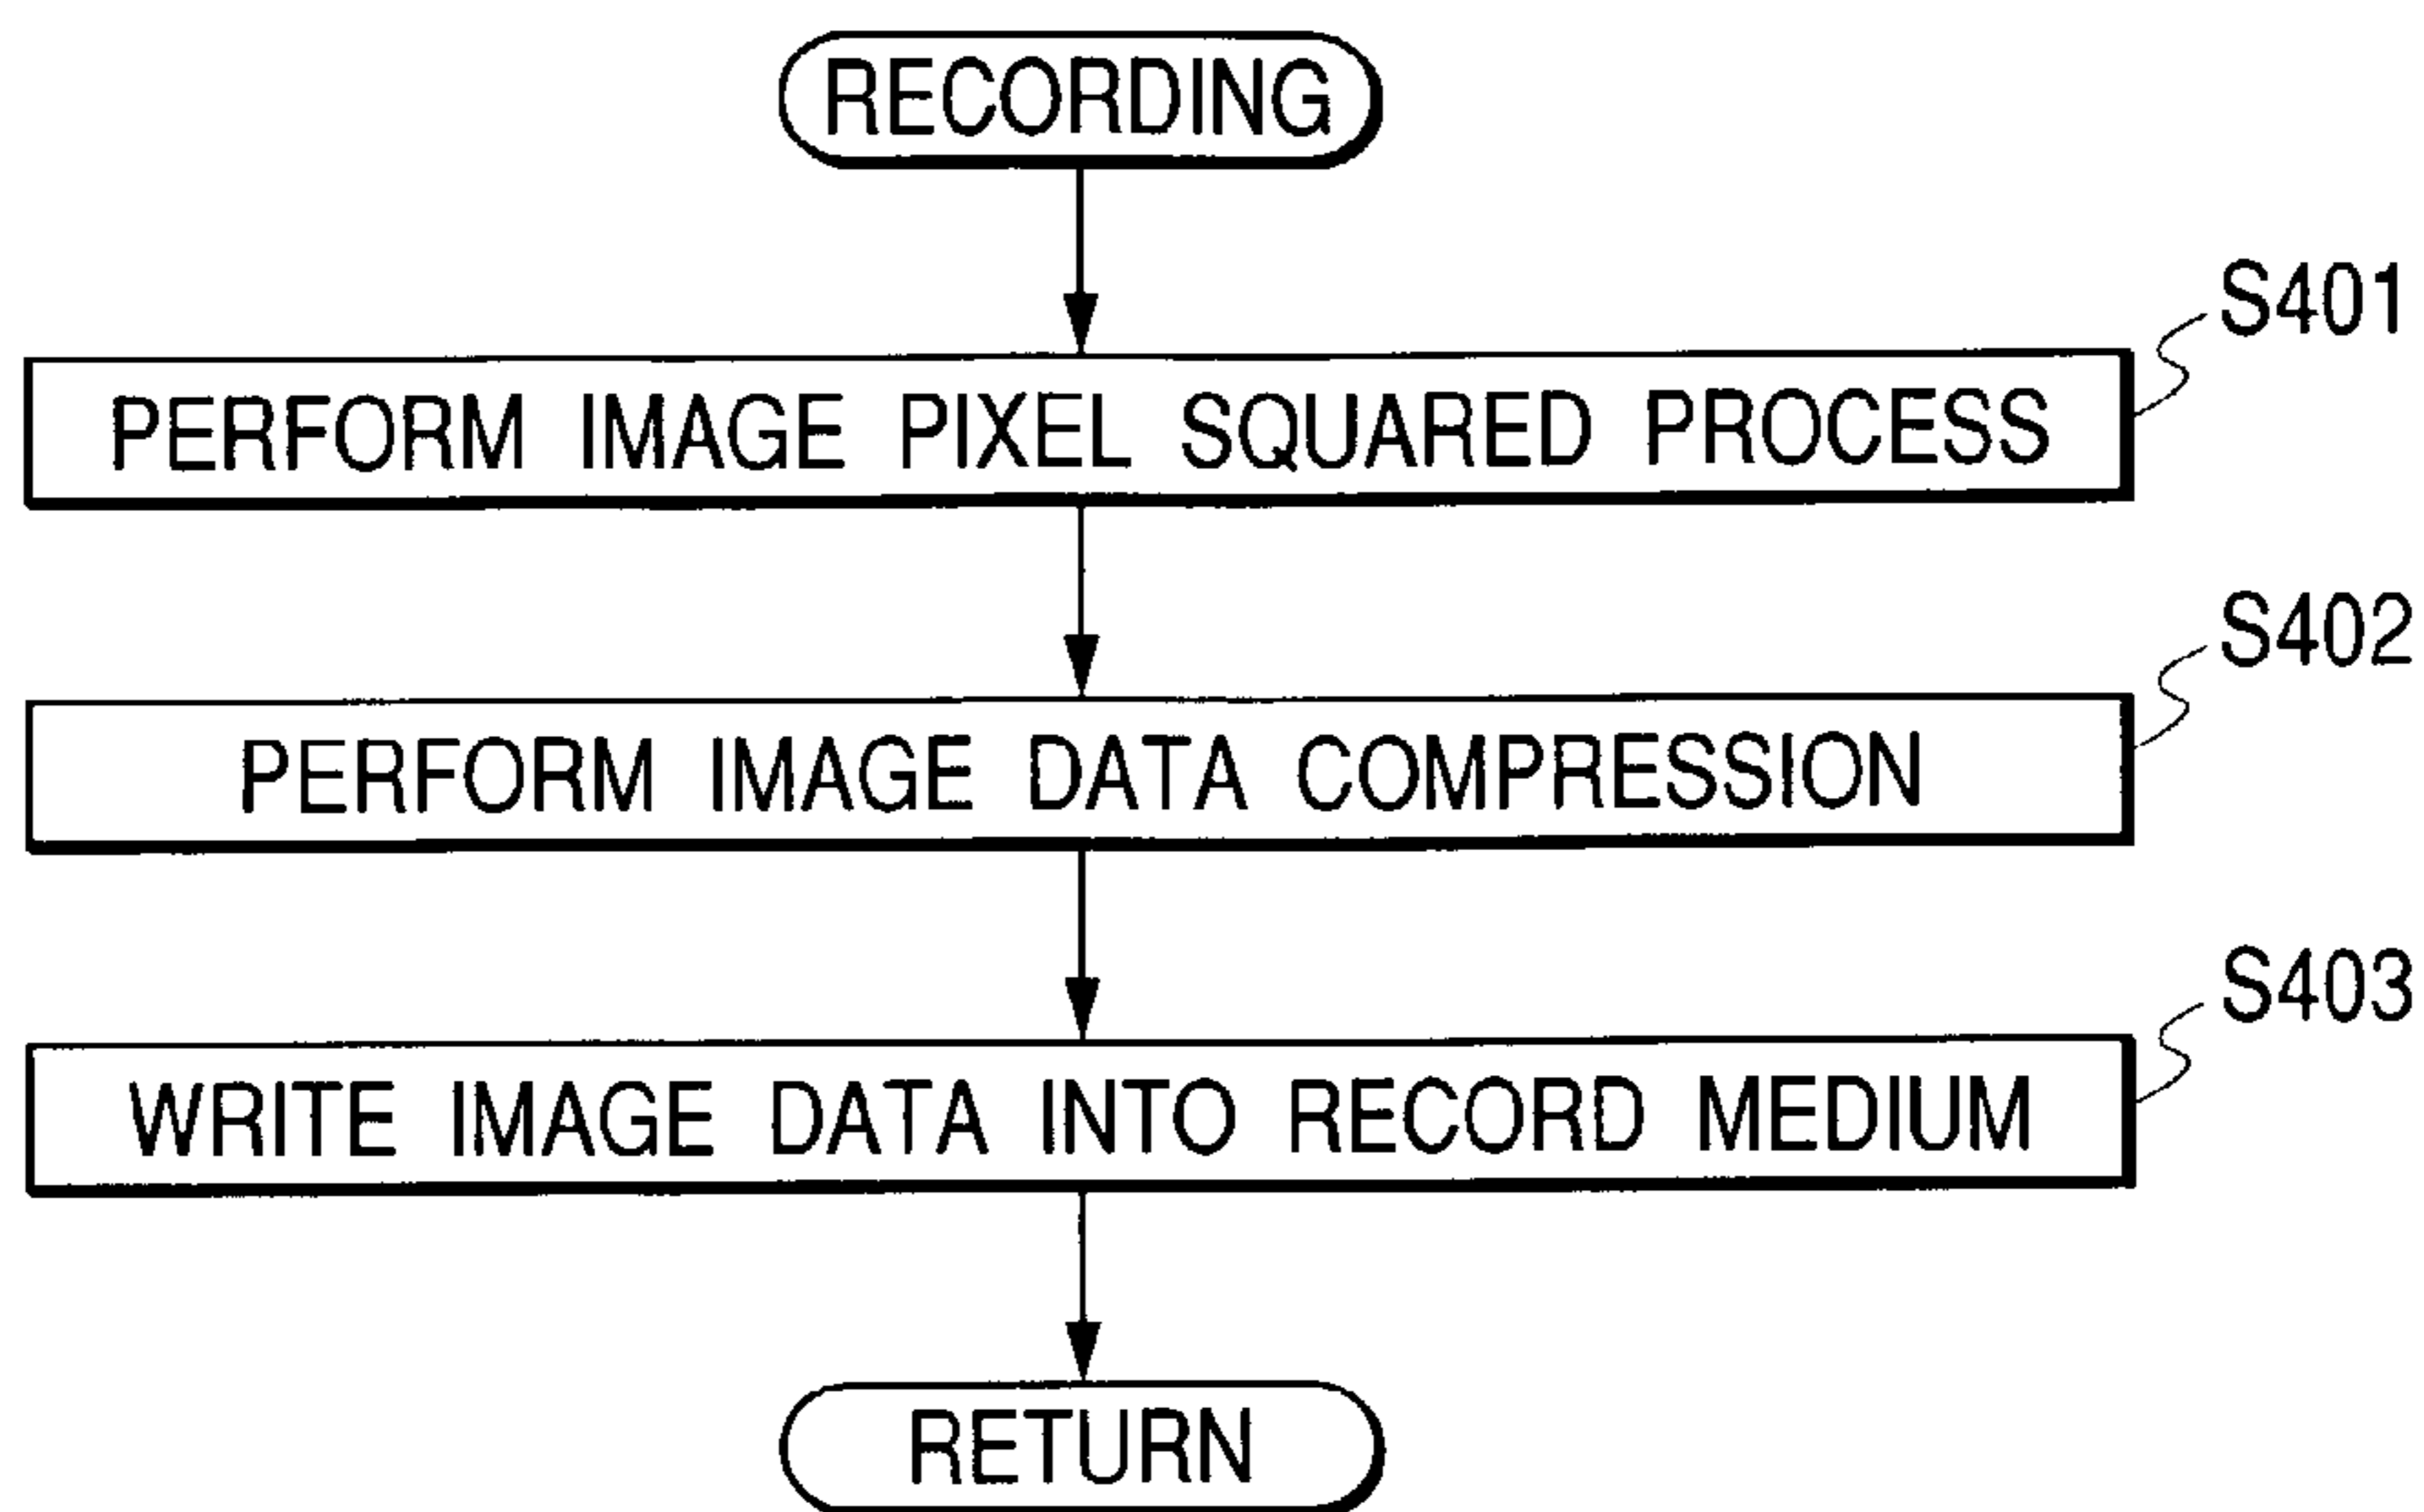 RECORDING
S401
PERFORM IMAGE PIXEL SQUARED PROCESS
S402
PERFORM IMAGE DATA COMPRESSION
S403
WRITE IMAGE DATA INTO RECORD MEDIUM
RETURN